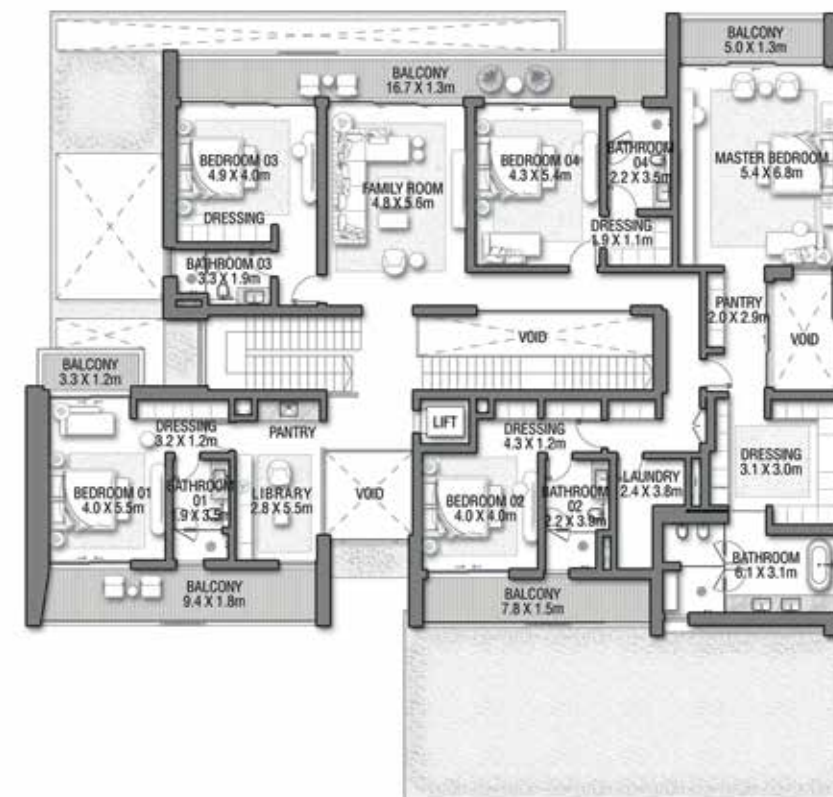 BALCONY
5.0 X 1.3m
BALCONY
16.7 X 1.3m
BEDROOM 03
4.9 X 4.0m
FAMILY ROOM
4.8 X 5.6m
BEDROOM 04
4.3 X 5.4m
BATHROOM
04
2.2 X 3.5m
MASTER BEDROOM
5.4 X 6.8m
DRESSING
DRESSING
1.9 X 1.1m
BATHROOM 03
3.3 X 1.9m
PANTRY
2.0 X 2.9m
VOID
VOID
BALCONY
3.3 X 1.2m
DRESSING
3.2 X 1.2m
PANTRY
LIFT
DRESSING
4.3 X 1.2m
DRESSING
3.1 X 3.0m
BEDROOM 01
4.0 X 5.5m
BATHROOM
01
1.9 X 3.5m
LIBRARY
2.8 X 5.5m
VOID
BEDROOM 02
4.0 X 4.0m
BATHROOM
02
2.2 X 3.9m
LAUNDRY
2.4 X 3.6m
BATHROOM
6.1 X 3.1m
BALCONY
9.4 X 1.8m
BALCONY
7.8 X 1.5m